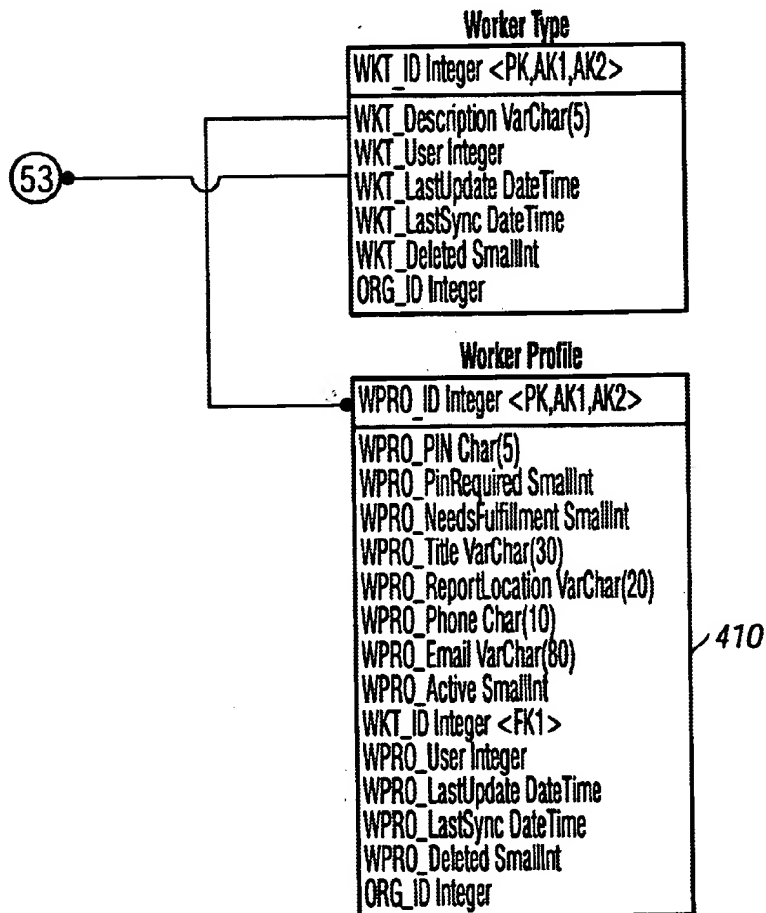 Worker Type
WKT_ID Integer <PK,AK1,AK2>
WKT_Description VarChar(5)
WKT_User Integer
53
WKT_LastUpdate DateTime
WKT_LastSync DateTime
WKT_Deleted SmallInt
ORG_ID Integer
Worker Profile
WPRO_ID Integer <PK,AK1,AK2>
WPRO_PIN Char(5)
WPRO_PinRequired SmallInt
WPRO_NeedsFulfillment SmallInt
WPRO_Title VarChar(30)
WPRO_ReportLocation VarChar(20)
WPRO_Phone Char(10)
WPRO_Email VarChar(80)
410
WPRO_Active SmallInt
WKT_ID Integer <FK1>
WPRO_User Integer
WPRO_LastUpdate DateTime
WPRO_LastSync DateTime
WPRO_Deleted SmallInt
ORG_ID Integer